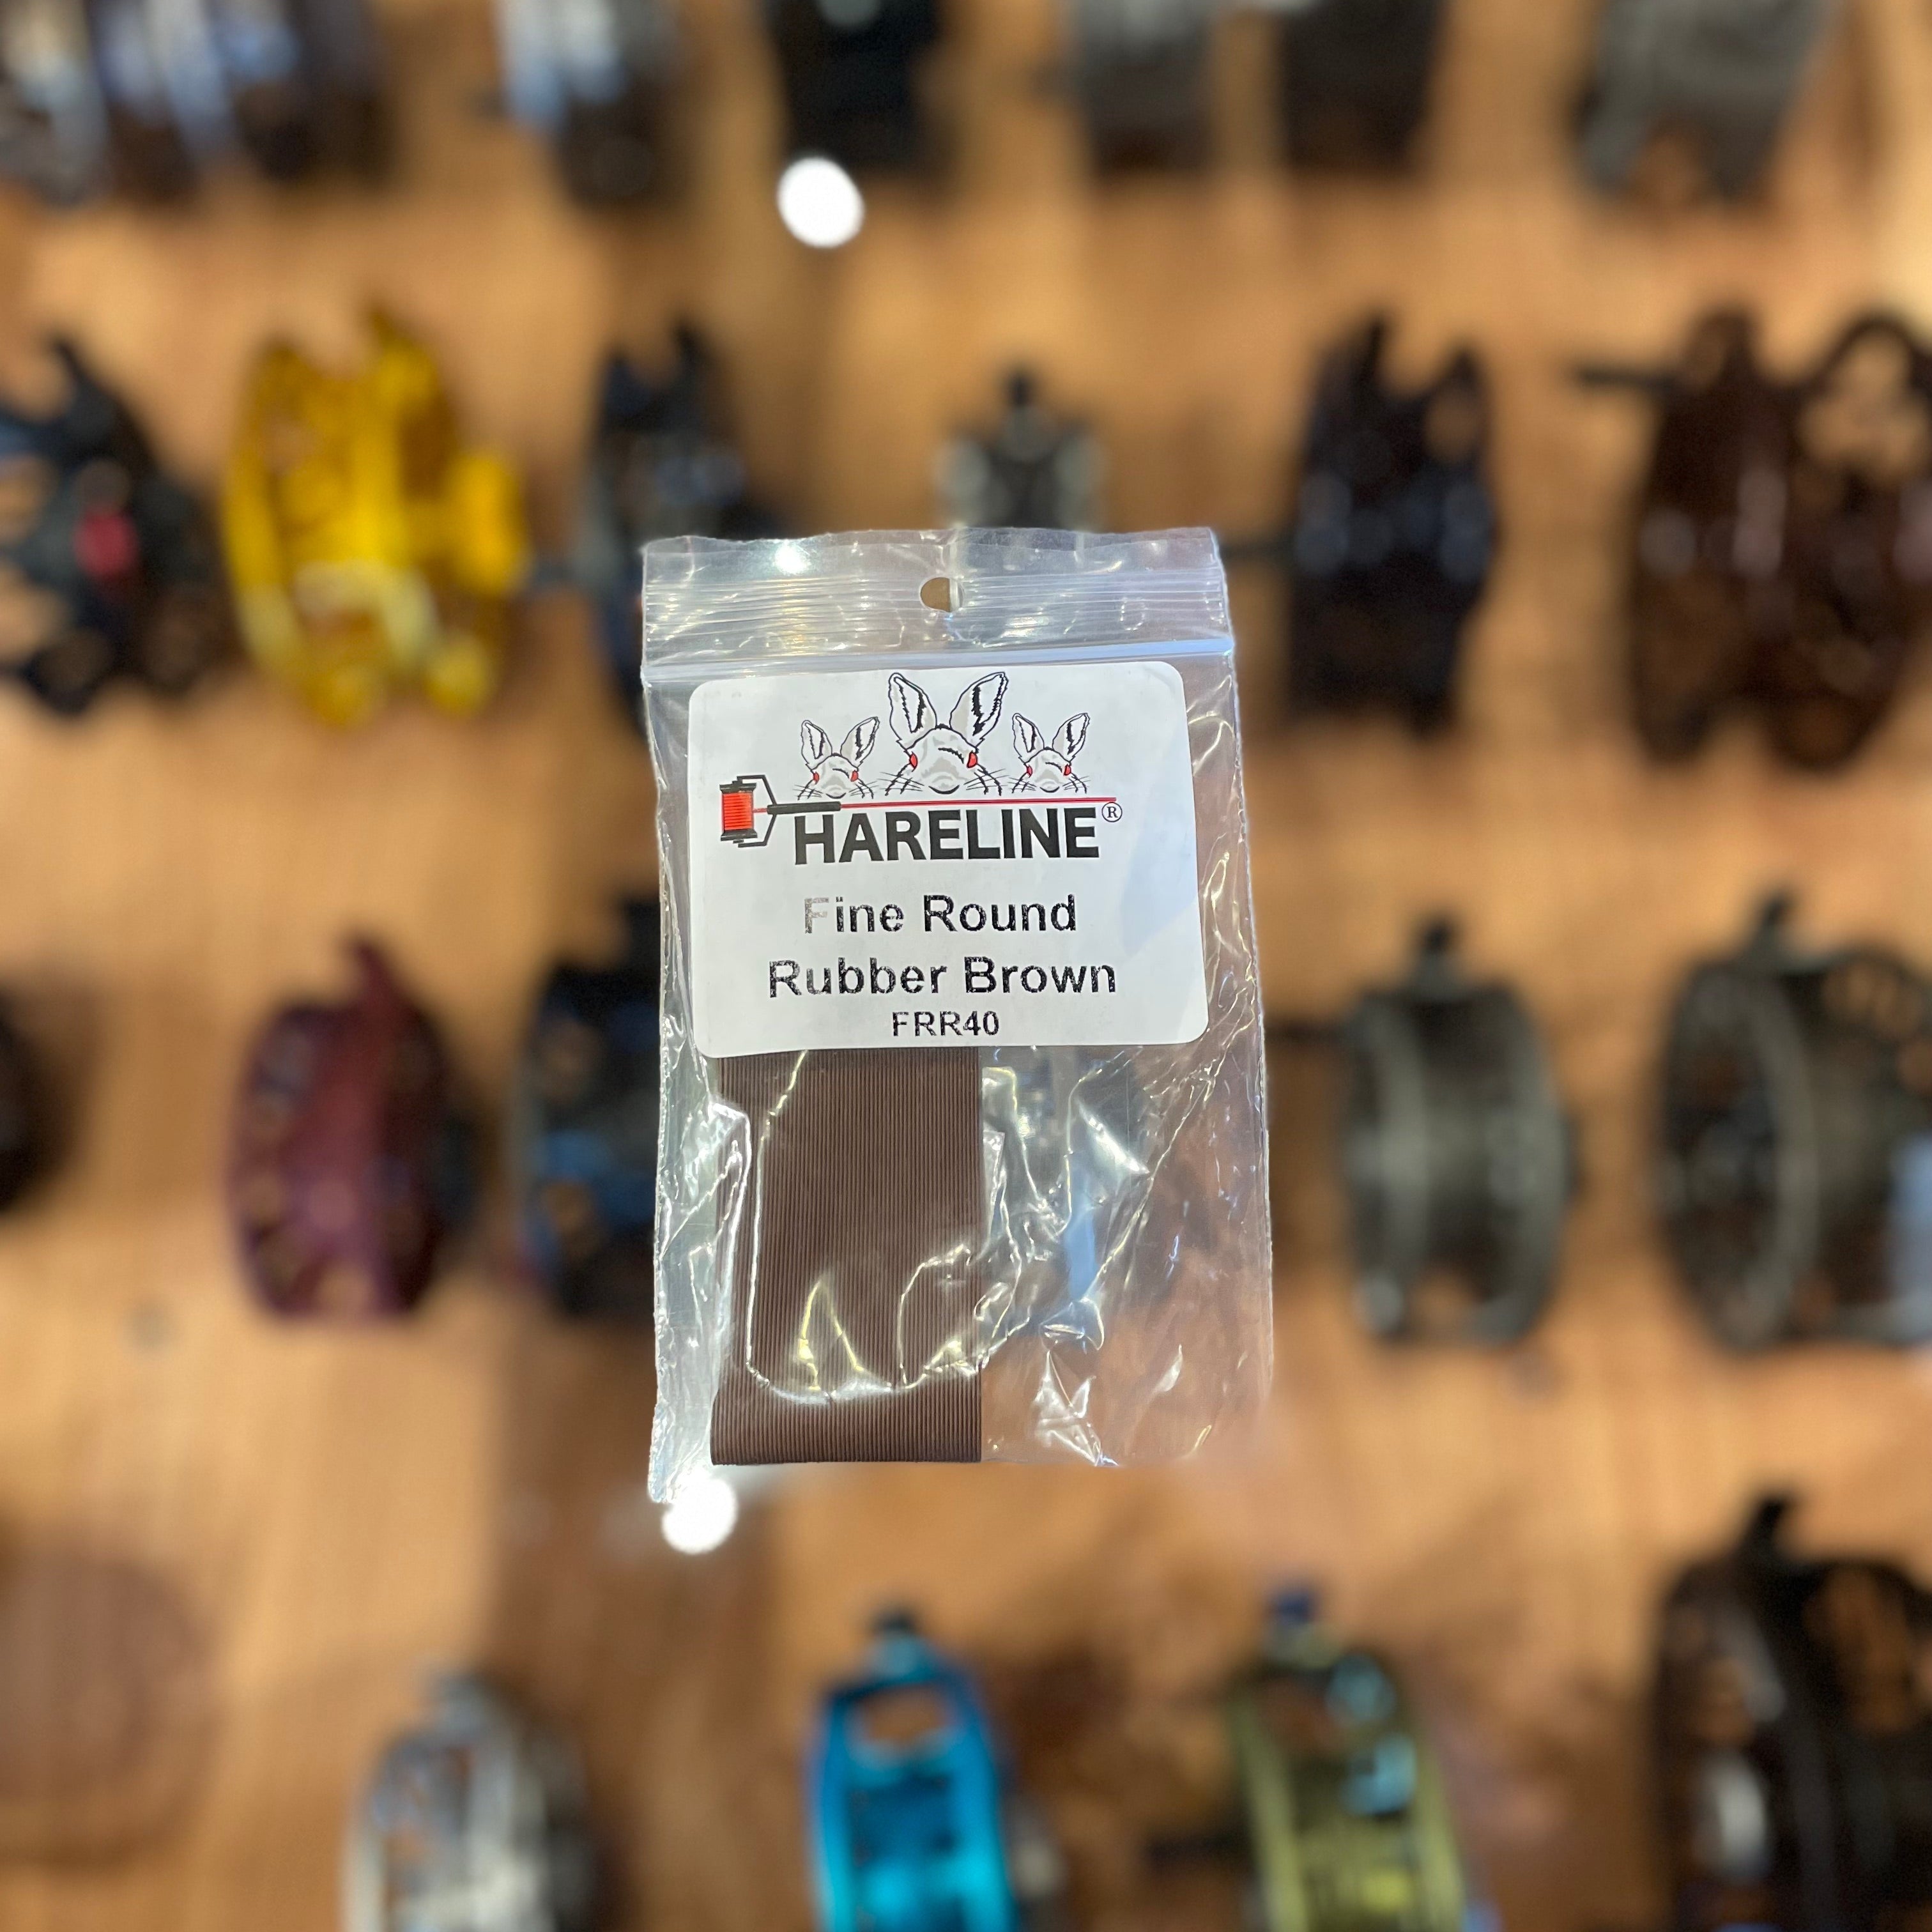 HARELINE®
Fine Round
Rubber Brown
FRR40